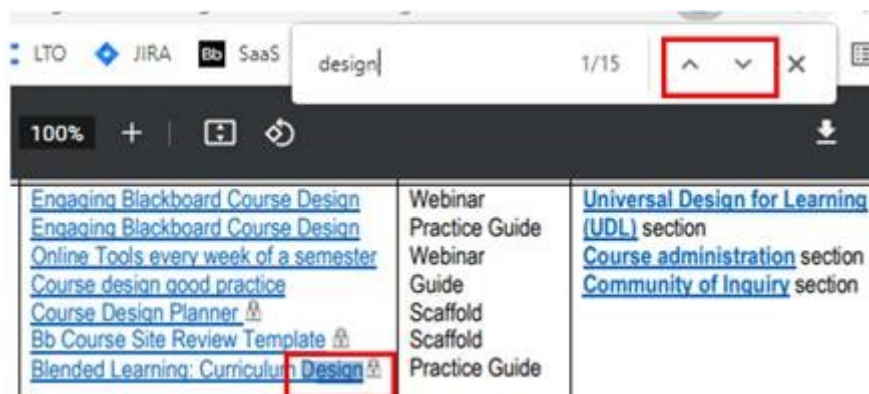 LTO JIRA Bb SaaS
design 1/15
100%
Engaging Blackboard Course Design
Engaging Blackboard Course Design
Online Tools every week of a semester
Course design good practice
Course Design Planner
Bb Course Site Review Template
Blended Learning: Curriculum Design
Webinar
Practice Guide
Webinar
Guide
Scaffold
Scaffold
Practice Guide
Universal Design for Learning
(UDL) section
Course administration section
Community of Inquiry section